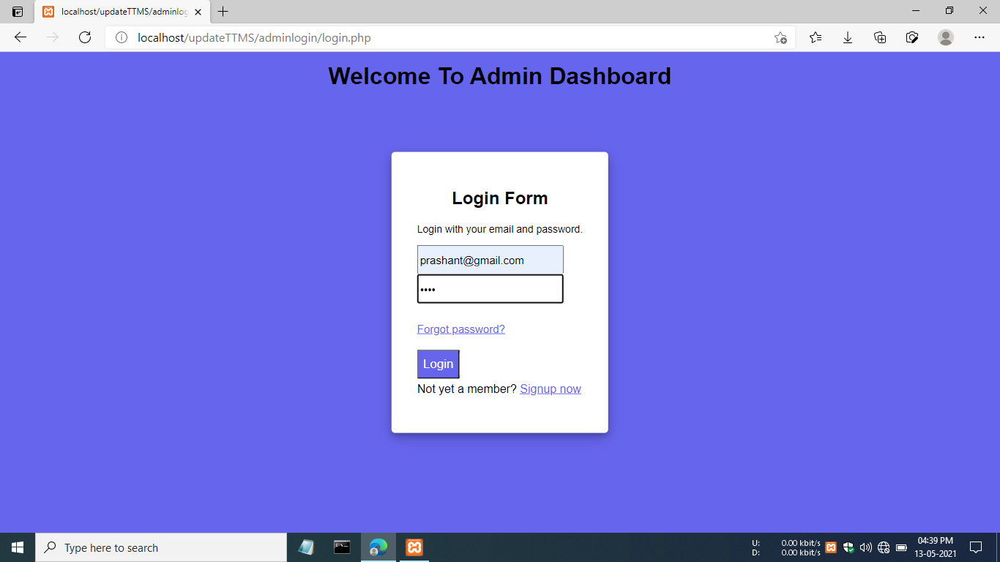 localhost/updateTTMS/adminlog
localhost/updateTTMS/adminlogin/login.php
Welcome To Admin Dashboard
Login Form
Login with your email and password.
prashant@gmail.com
••••
Forgot password?
Login
Not yet a member? Signup now
Type here to search
U: 0.00 kbit/s
D: 0.00 kbit/s
04:39 PM
13-05-2021